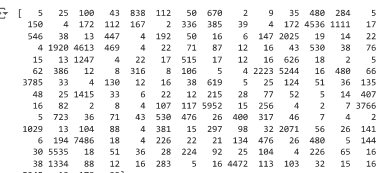 [ 5 25 100 43 838 112 50 670 2 9 35 480 284 5
150 4 172 112 167 2 336 385 39 4 172 4536 1111 17
546 38 13 447 4 192 50 16 6 147 2025 19 14 22
4 1920 4613 469 4 22 71 87 12 16 43 530 38 76
15 13 1247 4 22 17 515 17 12 16 626 18 2 5
62 386 12 8 316 8 106 5 4 2223 5244 16 480 66
3785 33 4 130 12 16 38 619 5 25 124 51 36 135
48 25 1415 33 6 22 12 215 28 77 52 5 14 407
16 82 2 8 4 107 117 5952 15 256 4 2 7 3766
5 723 36 71 43 530 476 26 400 317 46 7 4 2
1029 13 104 88 4 381 15 297 98 32 2071 56 26 141
6 194 7486 18 4 226 22 21 134 476 26 480 5 144
30 5535 18 51 36 28 224 92 25 104 4 226 65 16
38 1334 88 12 16 283 5 16 4472 113 103 32 15 16